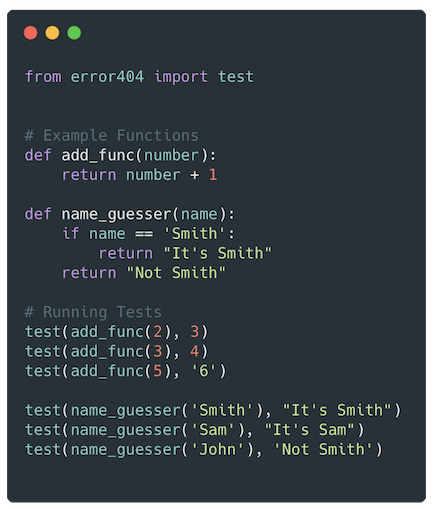 from error404 import test
# Example Functions
def add_func(number):
    return number + 1
def name_guesser(name):
    if name == 'Smith':
        return "It's Smith"
    return "Not Smith"
# Running Tests
test(add_func(2), 3)
test(add_func(3), 4)
test(add_func(5), '6')
test(name_guesser('Smith'), "It's Smith")
test(name_guesser('Sam'), "It's Sam")
test(name_guesser('John'), 'Not Smith')